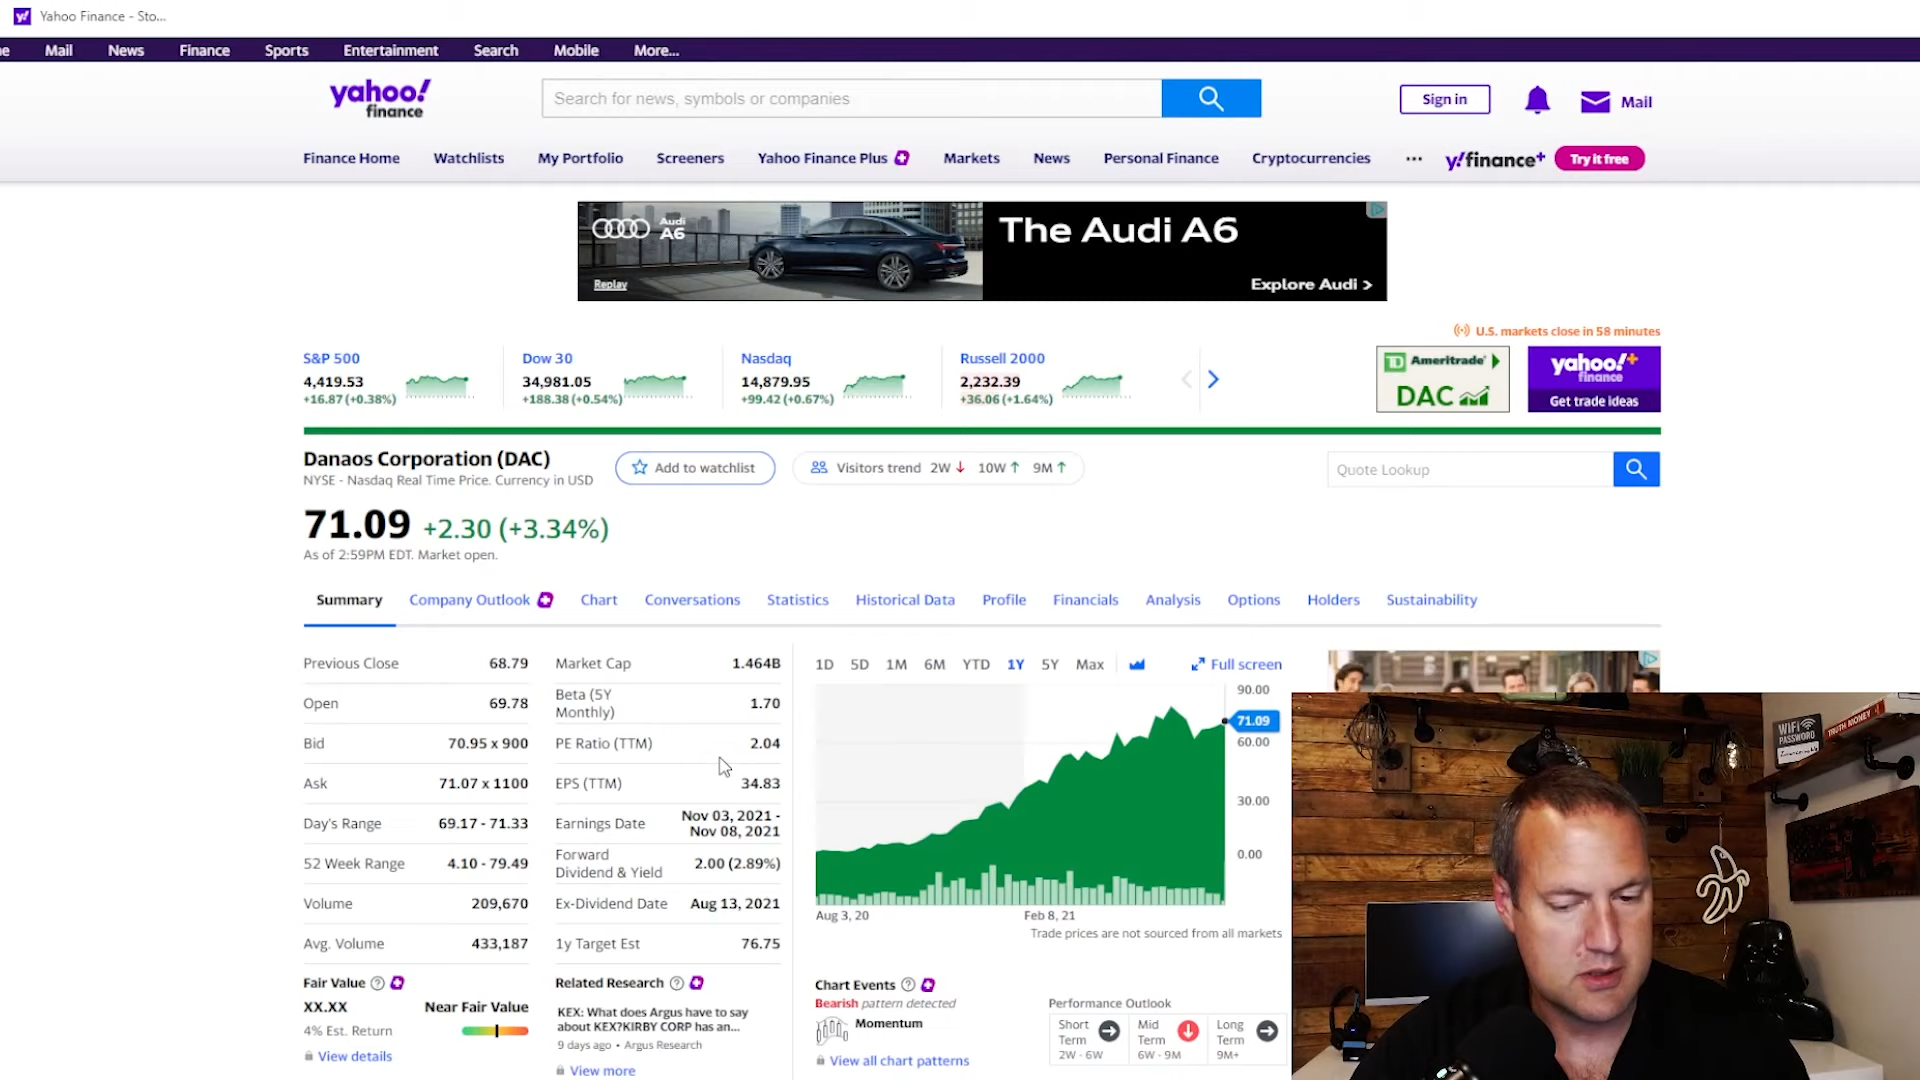 Yahoo Finance - Sto...
Mail News Finance Sports Entertainment Search Mobile More...
yahoo!
finance
Search for news, symbols or companies
Sign in
Mail
Finance Home Watchlists My Portfolio Screeners Yahoo Finance Plus Markets News Personal Finance Cryptocurrencies ... y!finance+ Try it free
Audi
A6
Replay
The Audi A6
Explore Audi >
U.S. markets close in 58 minutes
S&P 500
4,419.53
+16.87 (+0.38%)
Dow 30
34,981.05
+188.38 (+0.54%)
Nasdaq
14,879.95
+99.42 (+0.67%)
Russell 2000
2,232.39
+36.06 (+1.64%)
TD Ameritrade
DAC
yahoo!+
finance
Get trade ideas
Danaos Corporation (DAC)
NYSE - Nasdaq Real Time Price. Currency in USD
Add to watchlist
Visitors trend 2W ↓ 10W ↑ 9M ↑
Quote Lookup
71.09 +2.30 (+3.34%)
As of 2:59PM EDT. Market open.
Summary Company Outlook Chart Conversations Statistics Historical Data Profile Financials Analysis Options Holders Sustainability
Previous Close 68.79
Open 69.78
Bid 70.95 x 900
Ask 71.07 x 1100
Day's Range 69.17 - 71.33
52 Week Range 4.10 - 79.49
Volume 209,670
Avg. Volume 433,187
Market Cap 1.464B
Beta (5Y
Monthly) 1.70
PE Ratio (TTM) 2.04
EPS (TTM) 34.83
Earnings Date Nov 03, 2021 -
Nov 08, 2021
Forward
Dividend & Yield 2.00 (2.89%)
Ex-Dividend Date Aug 13, 2021
1y Target Est 76.75
1D 5D 1M 6M YTD 1Y 5Y Max Full screen
90.00
71.09
60.00
30.00
0.00
Aug 3, 20 Feb 8, 21
Trade prices are not sourced from all markets
Fair Value
XX.XX Near Fair Value
4% Est. Return
View details
Related Research
KEX: What does Argus have to say
about KEX?KIRBY CORP has an...
9 days ago • Argus Research
View more
Chart Events
Bearish pattern detected
Momentum
View all chart patterns
Performance Outlook
Short
Term
2W - 6W
Mid
Term
6W - 9M
Long
Term
9M+
WIFI
PASSWORD
TRUTH MONEY